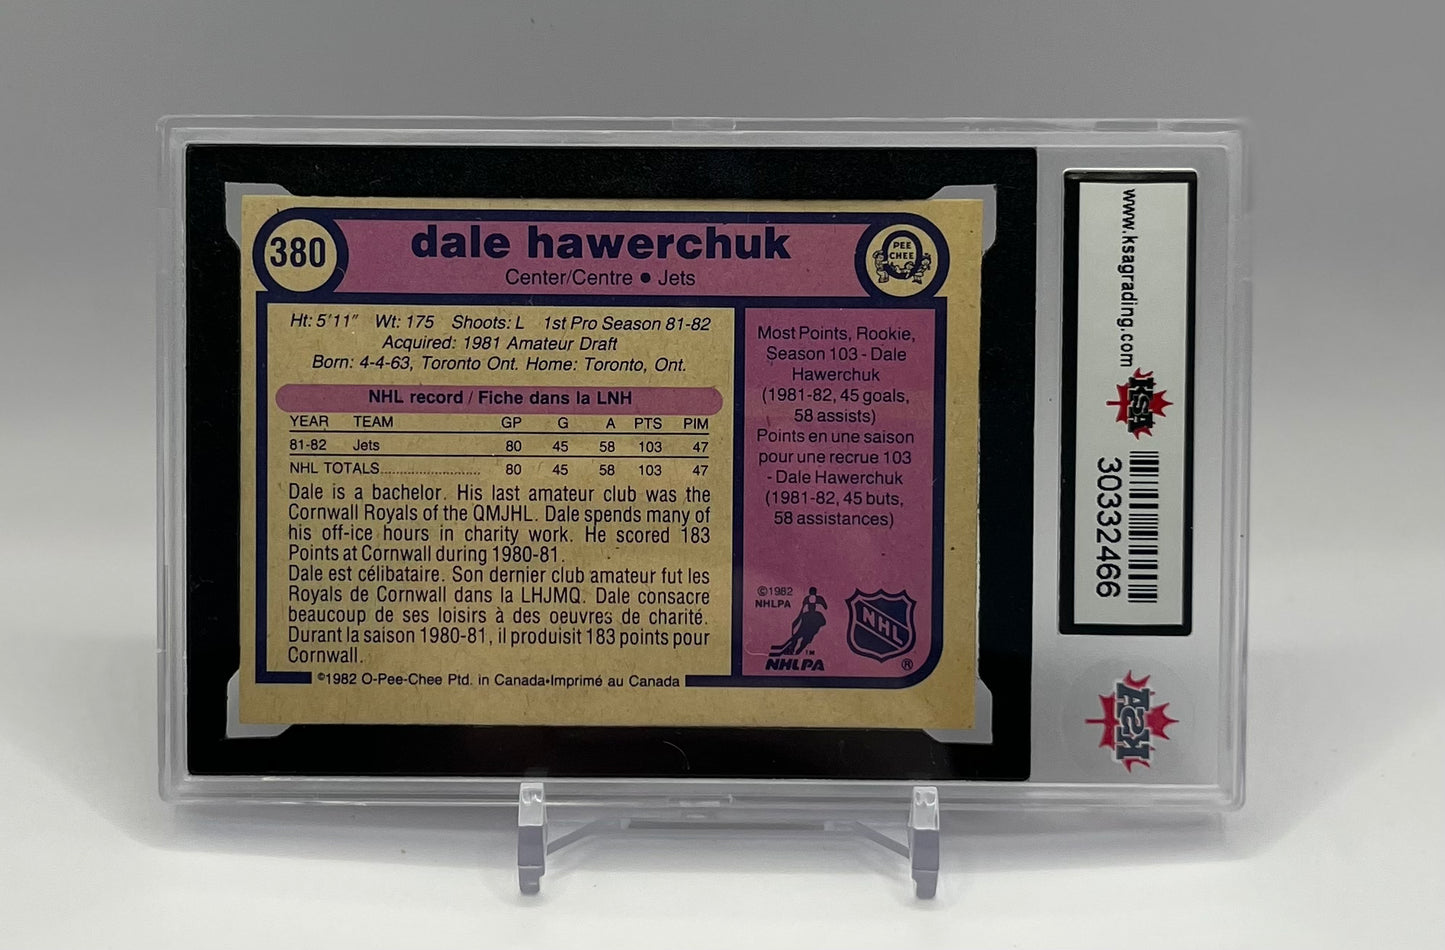 380
dale hawerchuk
Center/Centre • Jets
PEE
CHEE
Ht: 5'11" Wt: 175 Shoots: L 1st Pro Season 81-82
Acquired: 1981 Amateur Draft
Born: 4-4-63, Toronto Ont. Home: Toronto, Ont.
NHL record / Fiche dans la LNH
YEAR TEAM GP G A PTS PIM
81-82 Jets 80 45 58 103 47
NHL TOTALS........................ 80 45 58 103 47
Dale is a bachelor. His last amateur club was the
Cornwall Royals of the QMJHL. Dale spends many of
his off-ice hours in charity work. He scored 183
Points at Cornwall during 1980-81.
Dale est célibataire. Son dernier club amateur fut les
Royals de Cornwall dans la LHJMQ. Dale consacre
beaucoup de ses loisirs à des oeuvres de charité.
Durant la saison 1980-81, il produisit 183 points pour
Cornwall.
©1982 O-Pee-Chee Ptd. in Canada•Imprimé au Canada
Most Points, Rookie,
Season 103 - Dale
Hawerchuk
(1981-82, 45 goals,
58 assists)
Points en une saison
pour une recrue 103
- Dale Hawerchuk
(1981-82, 45 buts,
58 assistances)
©1982
NHLPA
TM
NHLPA
NHL
®
www.ksagrading.com
KSA
30332466
KSA